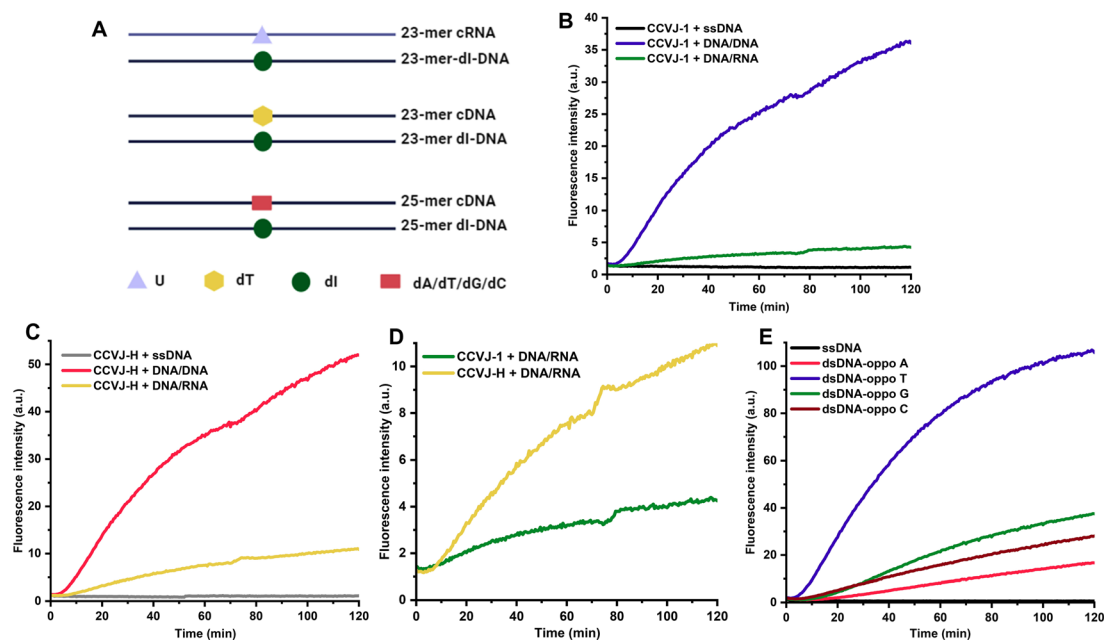 A
23-mer cRNA
23-mer-dI-DNA
23-mer cDNA
23-mer dI-DNA
25-mer cDNA
25-mer dI-DNA
U
dT
dI
dA/dT/dG/dC
B
CCVJ-1 + ssDNA
CCVJ-1 + DNA/DNA
CCVJ-1 + DNA/RNA
Fluorescence intensity (a.u.)
40
35
30
25
20
15
10
5
0
0 20 40 60 80 100 120
Time (min)
C
CCVJ-H + ssDNA
CCVJ-H + DNA/DNA
CCVJ-H + DNA/RNA
Fluorescence intensity (a.u.)
50
40
30
20
10
0
0 20 40 60 80 100 120
Time (min)
D
CCVJ-1 + DNA/RNA
CCVJ-H + DNA/RNA
Fluorescence intensity (a.u.)
10
8
6
4
2
0
0 20 40 60 80 100 120
Time (min)
E
ssDNA
dsDNA-oppo A
dsDNA-oppo T
dsDNA-oppo G
dsDNA-oppo C
Fluorescence intensity (a.u.)
100
80
60
40
20
0
0 20 40 60 80 100 120
Time (min)